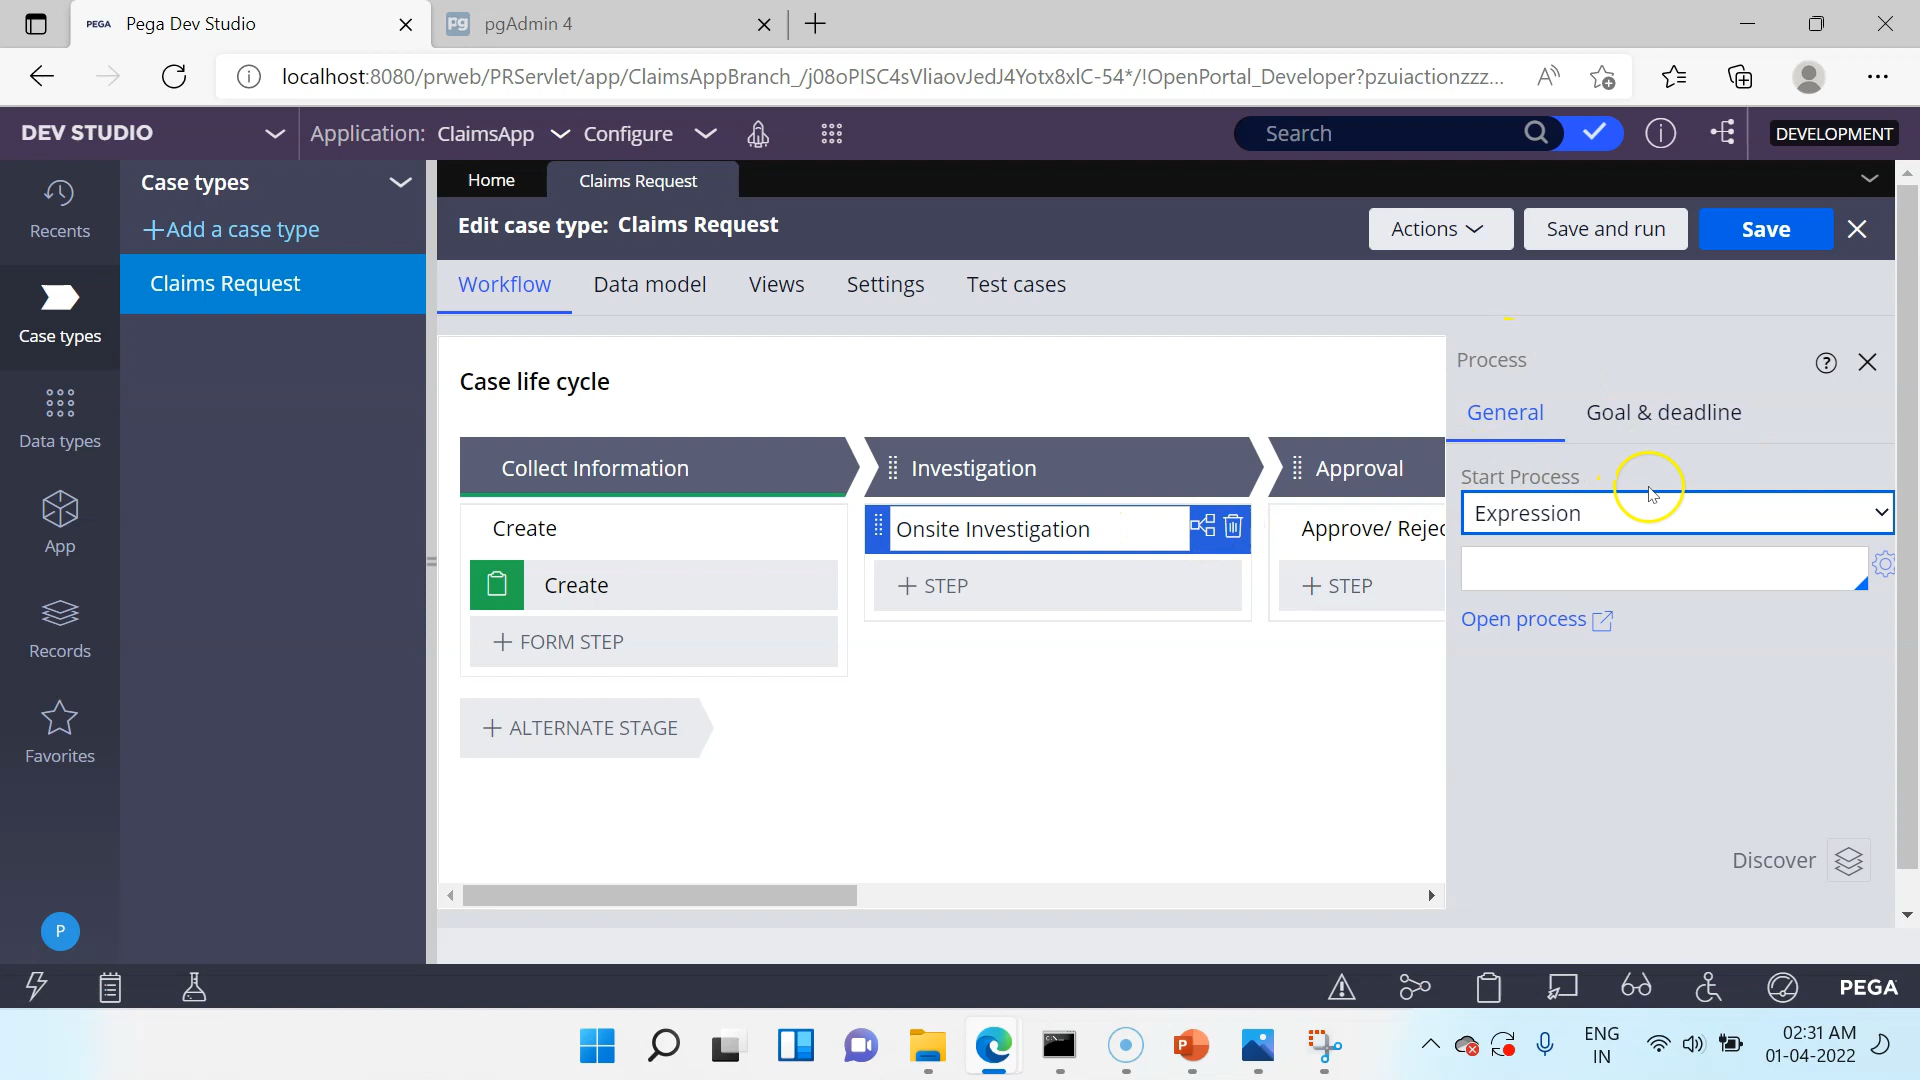 PEGA Pega Dev Studio
pgAdmin 4
localhost:8080/prweb/PRServlet/app/ClaimsAppBranch_/j08oPISC4sVliaovJedJ4Yotx8xlC-54*/!OpenPortal_Developer?pzuiactionzzz...
DEV STUDIO
Application: ClaimsApp
Configure
Search
DEVELOPMENT
Recents
Case types
Data types
App
Records
Favorites
P
Case types
+Add a case type
Claims Request
Home
Claims Request
Edit case type: Claims Request
Actions
Save and run
Save
Workflow
Data model
Views
Settings
Test cases
Case life cycle
Collect Information
Investigation
Approval
Create
Create
+ FORM STEP
Onsite Investigation
+ STEP
Approve/ Rejec
+ STEP
+ ALTERNATE STAGE
Process
General
Goal & deadline
Start Process
Expression
Open process
Discover
PEGA
ENG
IN
02:31 AM
01-04-2022